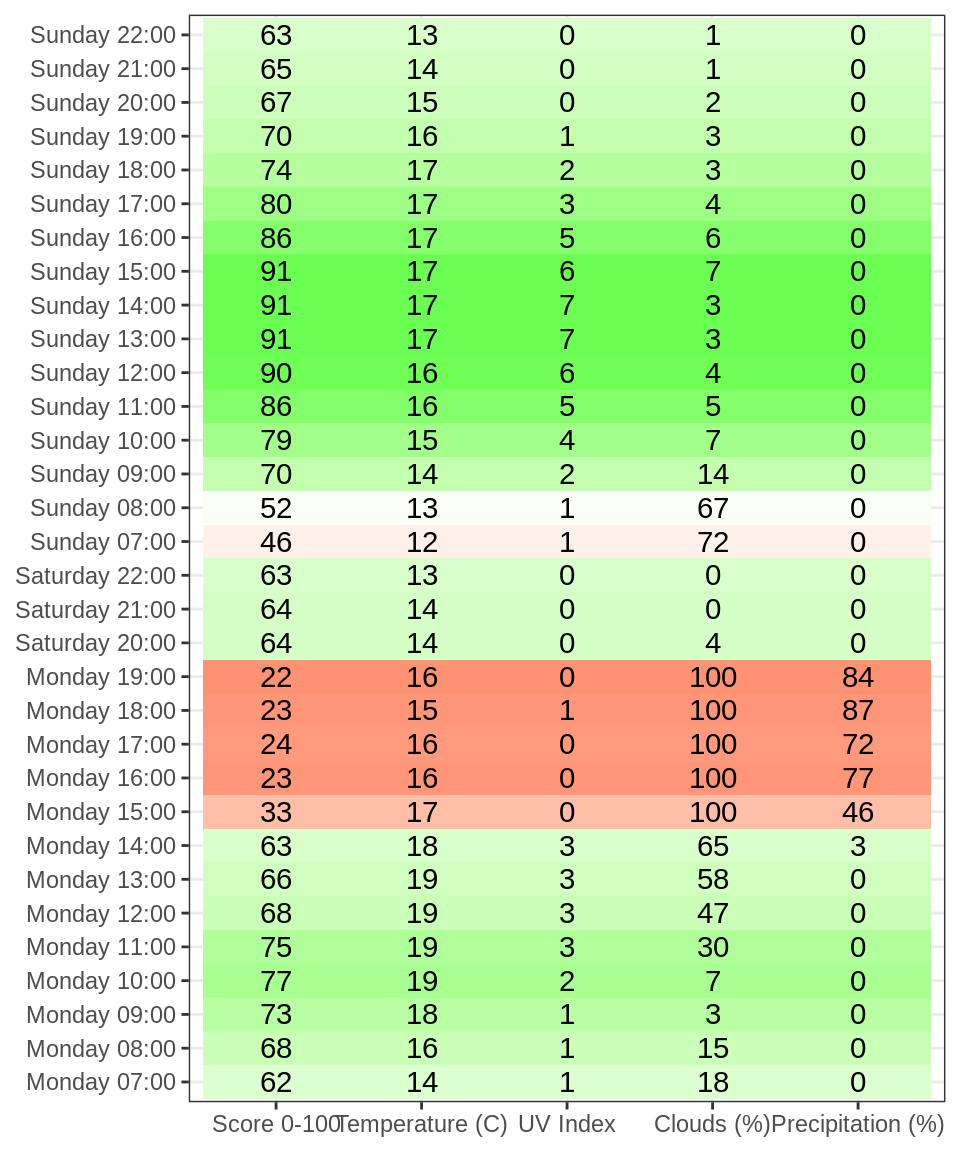 Sunday 22:00 63 13 0 1 0
Sunday 21:00 65 14 0 1 0
Sunday 20:00 67 15 0 2 0
Sunday 19:00 70 16 1 3 0
Sunday 18:00 74 17 2 3 0
Sunday 17:00 80 17 3 4 0
Sunday 16:00 86 17 5 6 0
Sunday 15:00 91 17 6 7 0
Sunday 14:00 91 17 7 3 0
Sunday 13:00 91 17 7 3 0
Sunday 12:00 90 16 6 4 0
Sunday 11:00 86 16 5 5 0
Sunday 10:00 79 15 4 7 0
Sunday 09:00 70 14 2 14 0
Sunday 08:00 52 13 1 67 0
Sunday 07:00 46 12 1 72 0
Saturday 22:00 63 13 0 0 0
Saturday 21:00 64 14 0 0 0
Saturday 20:00 64 14 0 4 0
Monday 19:00 22 16 0 100 84
Monday 18:00 23 15 1 100 87
Monday 17:00 24 16 0 100 72
Monday 16:00 23 16 0 100 77
Monday 15:00 33 17 0 100 46
Monday 14:00 63 18 3 65 3
Monday 13:00 66 19 3 58 0
Monday 12:00 68 19 3 47 0
Monday 11:00 75 19 3 30 0
Monday 10:00 77 19 2 7 0
Monday 09:00 73 18 1 3 0
Monday 08:00 68 16 1 15 0
Monday 07:00 62 14 1 18 0
Score 0-100 Temperature (C) UV Index Clouds (%) Precipitation (%)